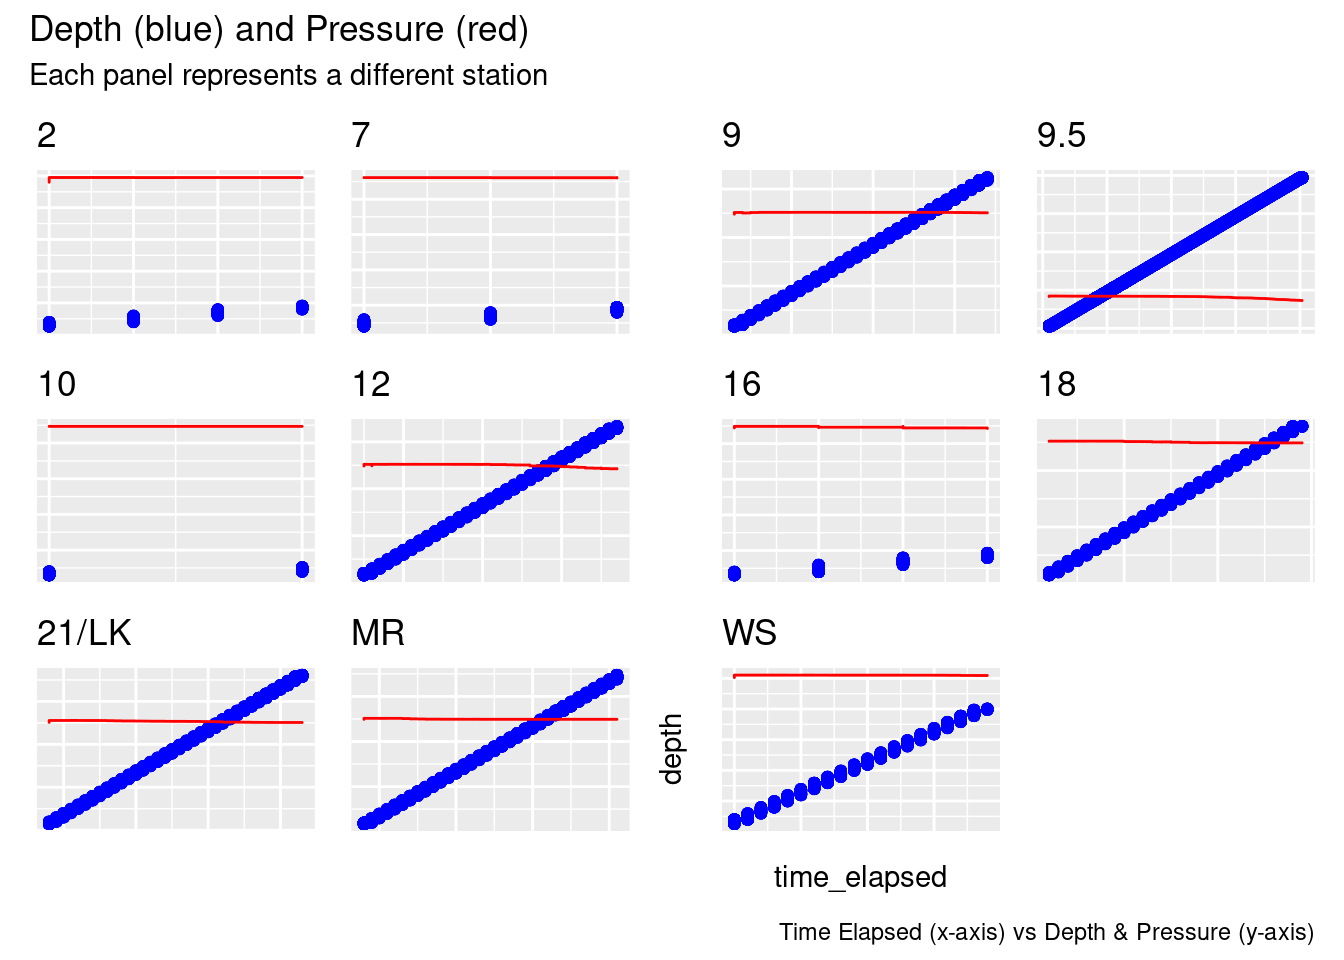 Depth (blue) and Pressure (red)
Each panel represents a different station
2
7
9
9.5
10
12
16
18
21/LK
MR
WS
depth
time_elapsed
Time Elapsed (x-axis) vs Depth & Pressure (y-axis)